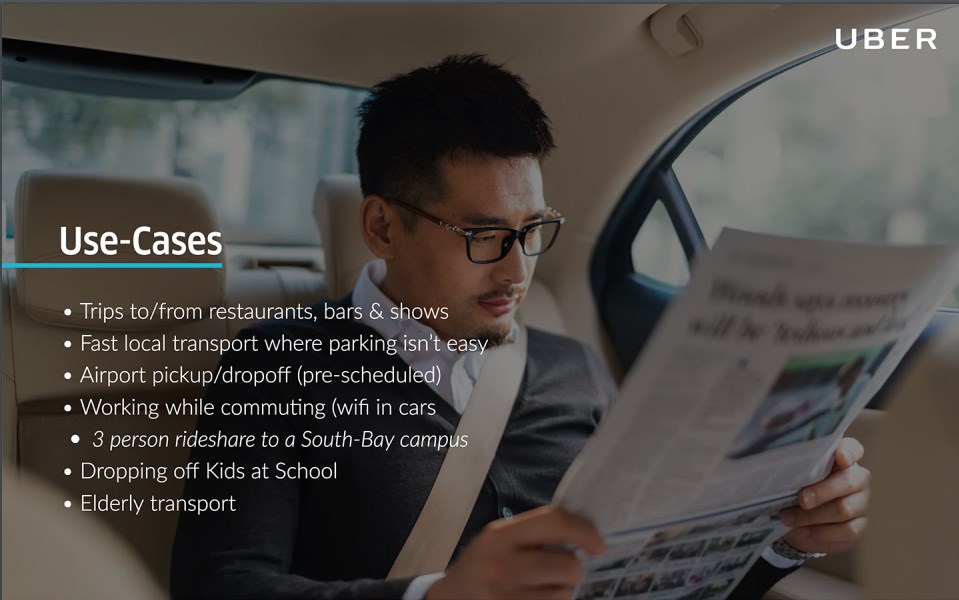 UBER
Use-Cases
• Trips to/from restaurants, bars & shows
• Fast local transport where parking isn't easy
• Airport pickup/dropoff (pre-scheduled)
• Working while commuting (wifi in cars
• 3 person rideshare to a South-Bay campus
• Dropping off Kids at School
• Elderly transport